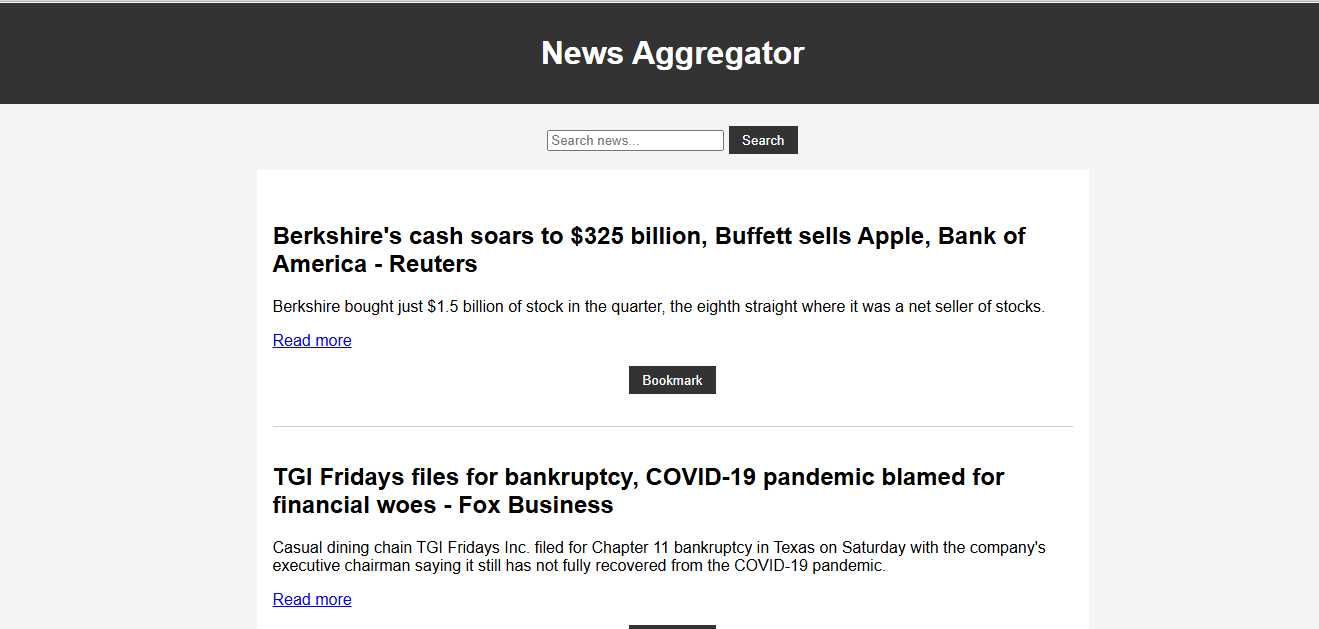 News Aggregator
Search news...
Search
Berkshire's cash soars to $325 billion, Buffett sells Apple, Bank of
America - Reuters
Berkshire bought just $1.5 billion of stock in the quarter, the eighth straight where it was a net seller of stocks.
Read more
Bookmark
TGI Fridays files for bankruptcy, COVID-19 pandemic blamed for
financial woes - Fox Business
Casual dining chain TGI Fridays Inc. filed for Chapter 11 bankruptcy in Texas on Saturday with the company's
executive chairman saying it still has not fully recovered from the COVID-19 pandemic.
Read more